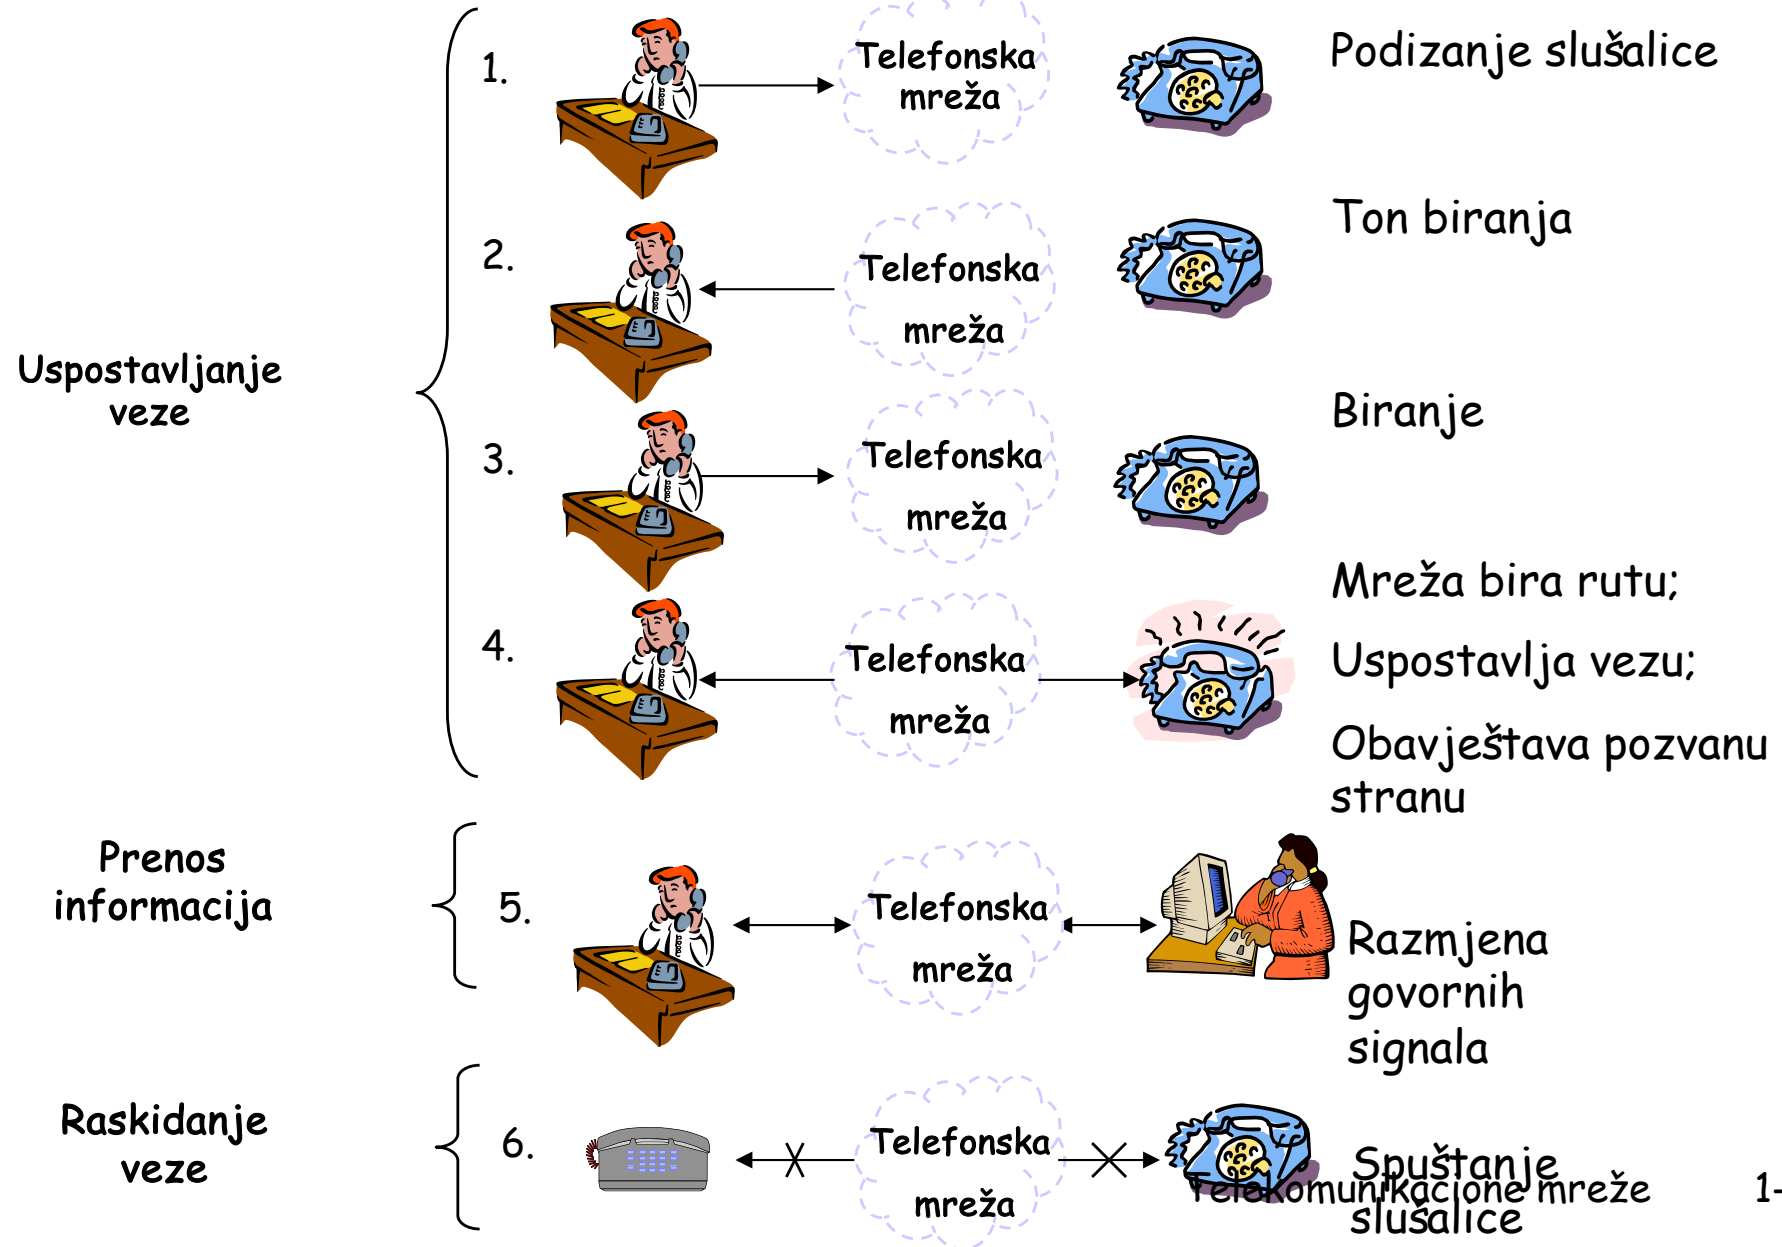 1.
Telefonska
mreža
Podizanje slušalice
2.
Telefonska
mreža
Ton biranja
Uspostavljanje
veze
3.
Telefonska
mreža
Biranje
4.
Telefonska
mreža
Mreža bira rutu;
Uspostavlja vezu;
Obavještava pozvanu
stranu
Prenos
informacija
5.
Telefonska
mreža
Razmjena
govornih
signala
Raskidanje
veze
6.
Telefonska
mreža
Spuštanje
slušalice
Telekomunikacione mreže
1-